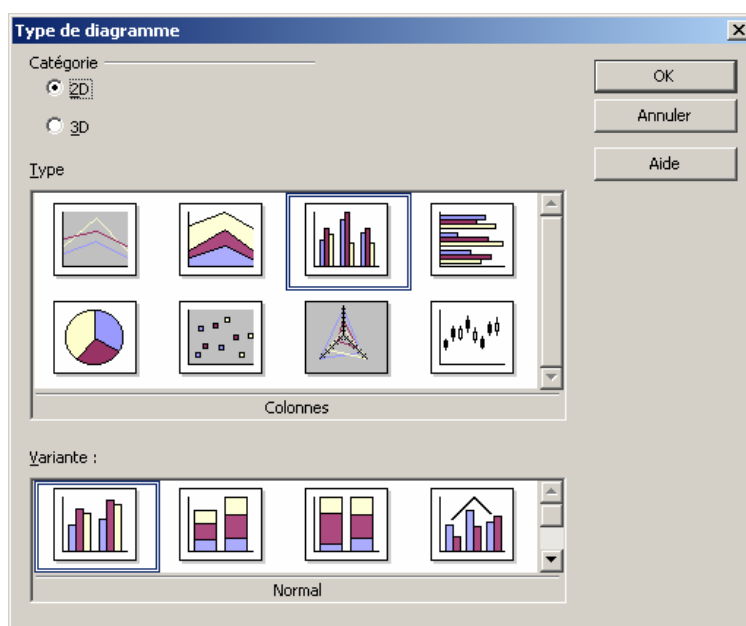 Type de diagramme
Catégorie
2D
3D
OK
Annuler
Aide
Type
Colonnes
Variante :
Normal